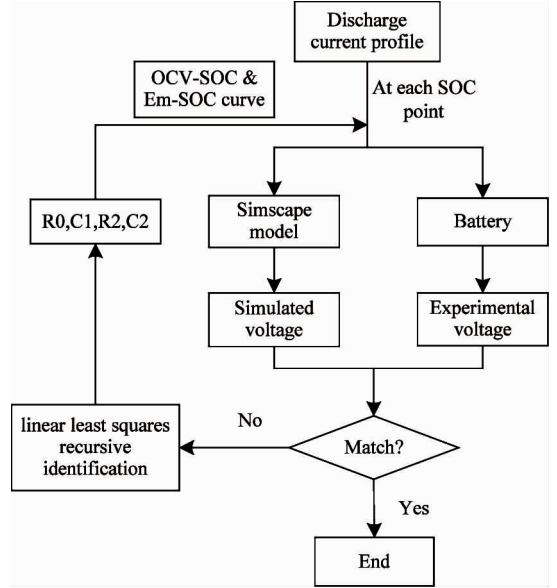 Discharge
current profile
OCV-SOC &
Em-SOC curve
At each SOC
point
R0,C1,R2,C2
Simscape
model
Battery
Simulated
voltage
Experimental
voltage
linear least squares
recursive
identification
No
Match?
Yes
End